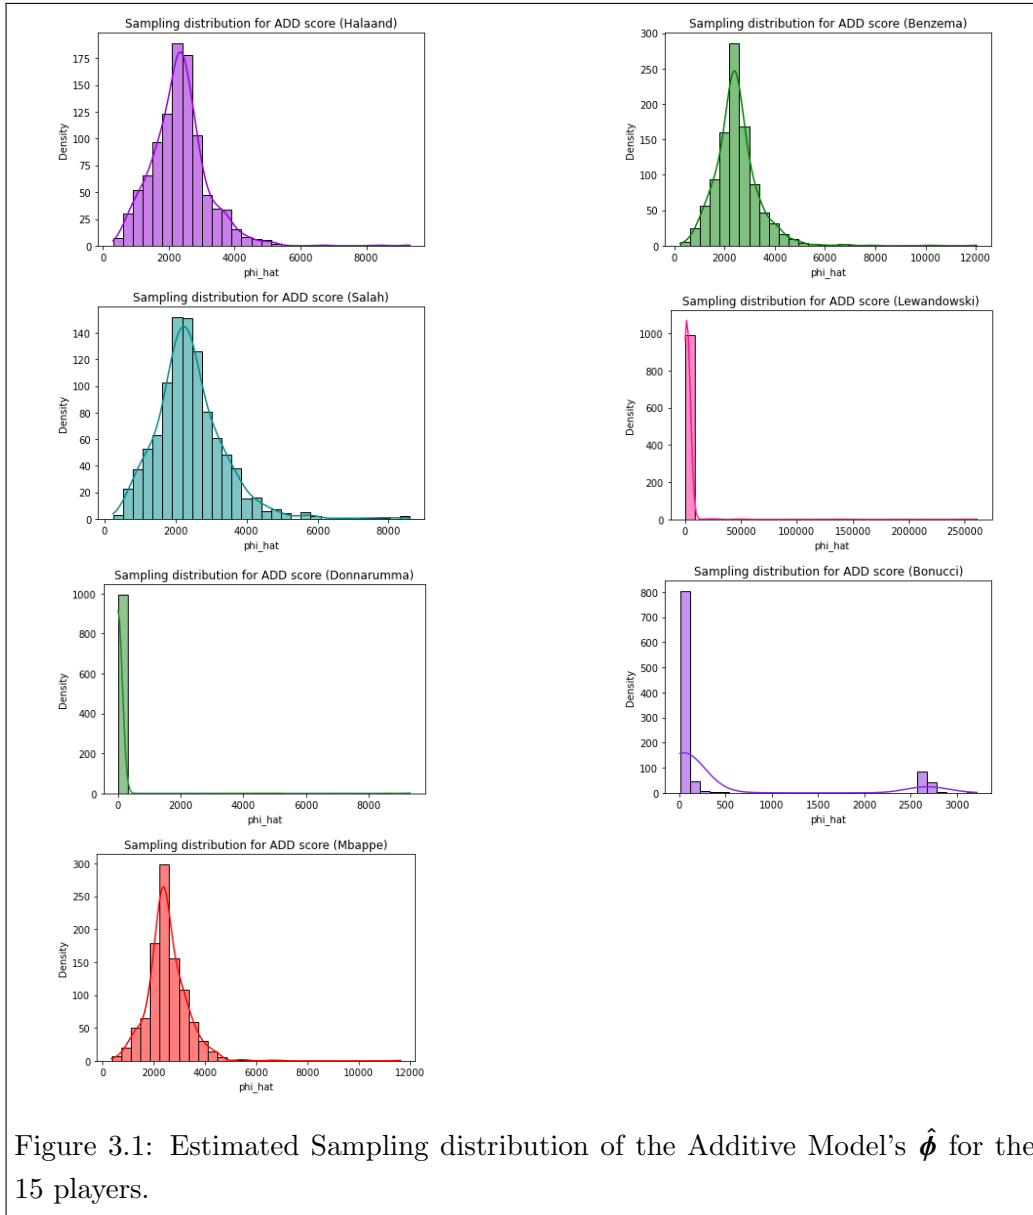 Sampling distribution for ADD score (Halaand)
Density
175
150
125
100
75
50
25
0
0 2000 4000 6000 8000
phi_hat
Sampling distribution for ADD score (Benzema)
Density
300
250
200
150
100
50
0
0 2000 4000 6000 8000 10000 12000
phi_hat
Sampling distribution for ADD score (Salah)
Density
140
120
100
80
60
40
20
0
0 2000 4000 6000 8000
phi_hat
Sampling distribution for ADD score (Lewandowski)
Density
1000
800
600
400
200
0
0 50000 100000 150000 200000 250000
phi_hat
Sampling distribution for ADD score (Donnarumma)
Density
1000
800
600
400
200
0
0 2000 4000 6000 8000
phi_hat
Sampling distribution for ADD score (Bonucci)
Density
800
700
600
500
400
300
200
100
0
0 500 1000 1500 2000 2500 3000
phi_hat
Sampling distribution for ADD score (Mbappe)
Density
300
250
200
150
100
50
0
0 2000 4000 6000 8000 10000 12000
phi_hat
Figure 3.1: Estimated Sampling distribution of the Additive Model's ϕ̂ for the
15 players.